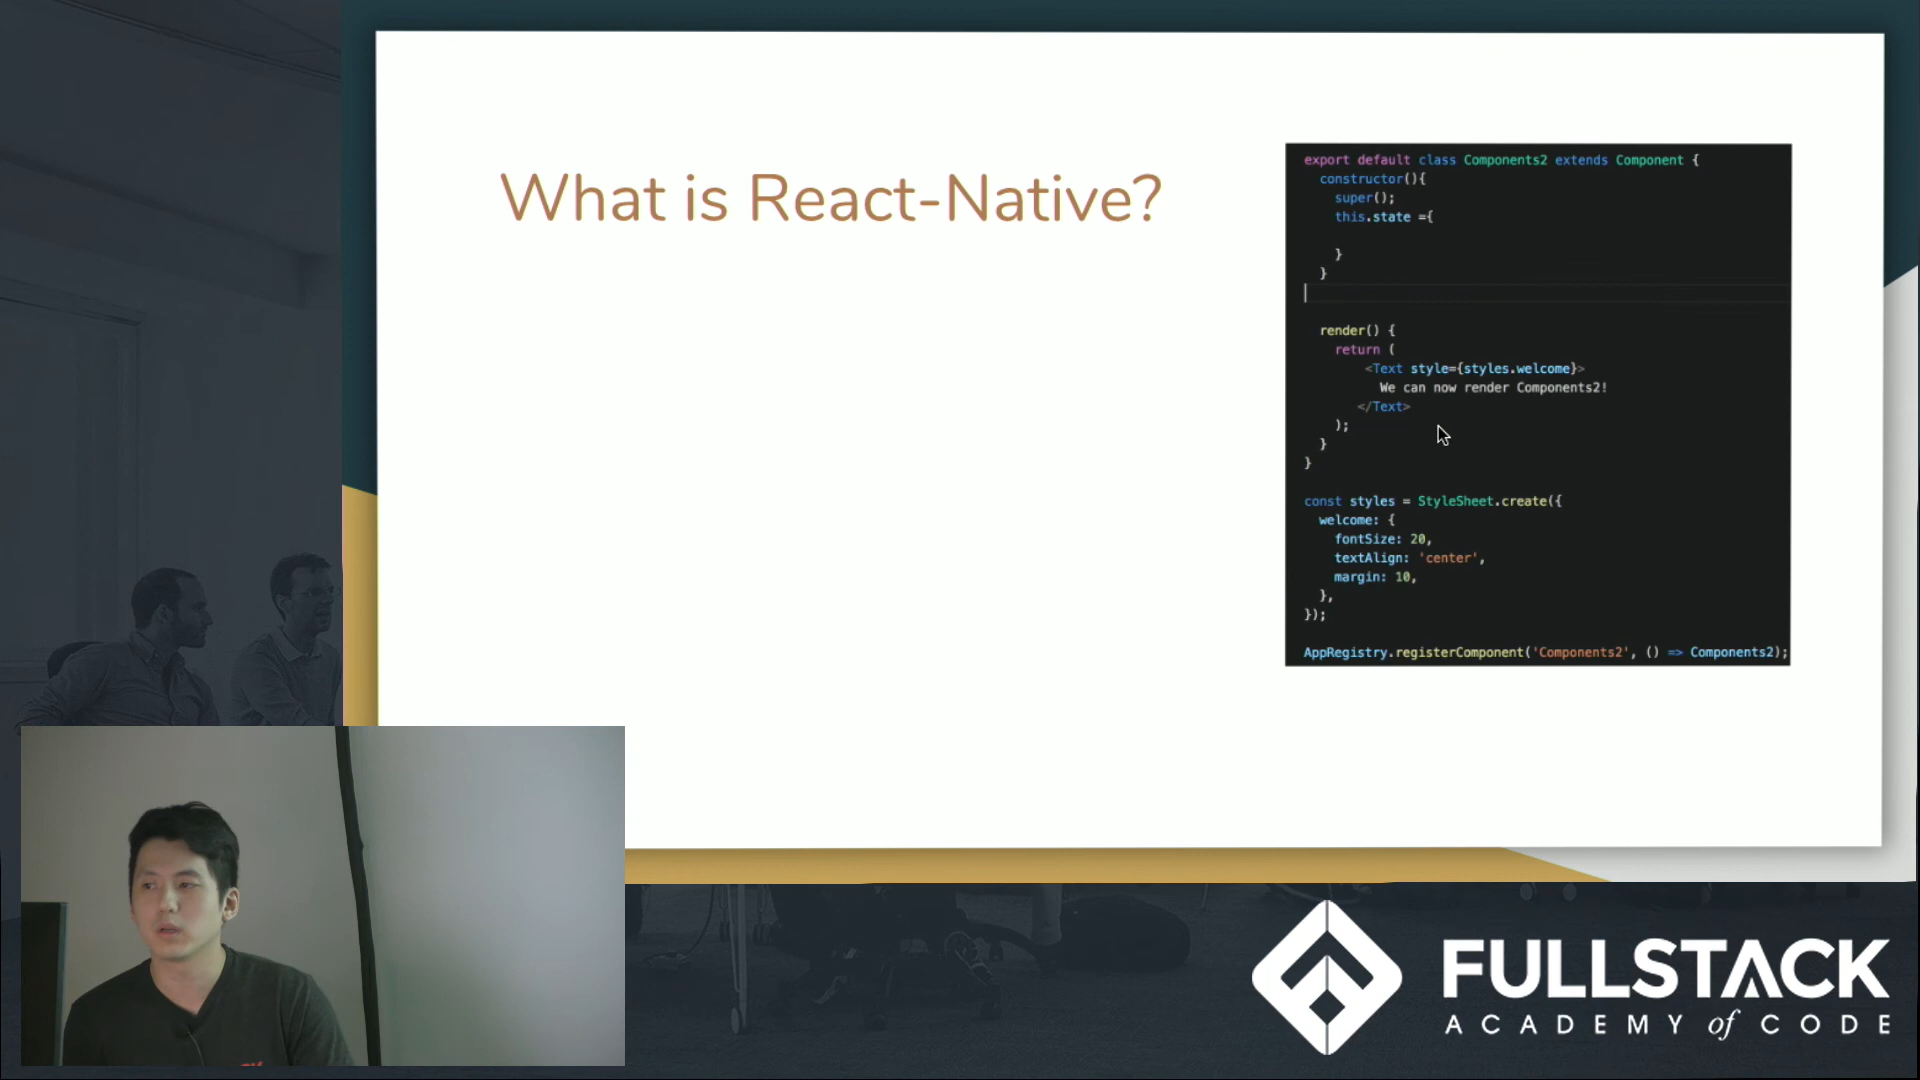 What is React-Native?
export default class Components2 extends Component {
constructor(){
super();
this.state ={
}
}
render() {
return (
<Text style={styles.welcome}>
We can now render Components2!
</Text>
);
}
}
const styles = StyleSheet.create({
welcome: {
fontSize: 20,
textAlign: 'center',
margin: 10,
},
});
AppRegistry.registerComponent('Components2', () => Components2);
FULLSTACK
ACADEMY of CODE